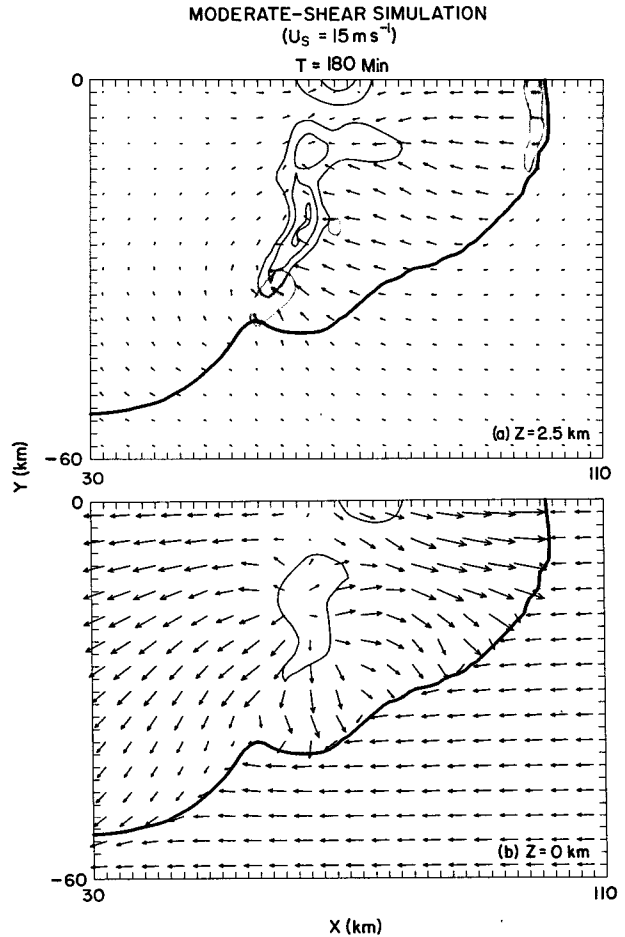 MODERATE-SHEAR SIMULATION
(U_S = 15 m s⁻¹)
T = 180 Min
0
(a) Z = 2.5 km
-60
30
110
Y (km)
0
(b) Z = 0 km
-60
30
110
X (km)